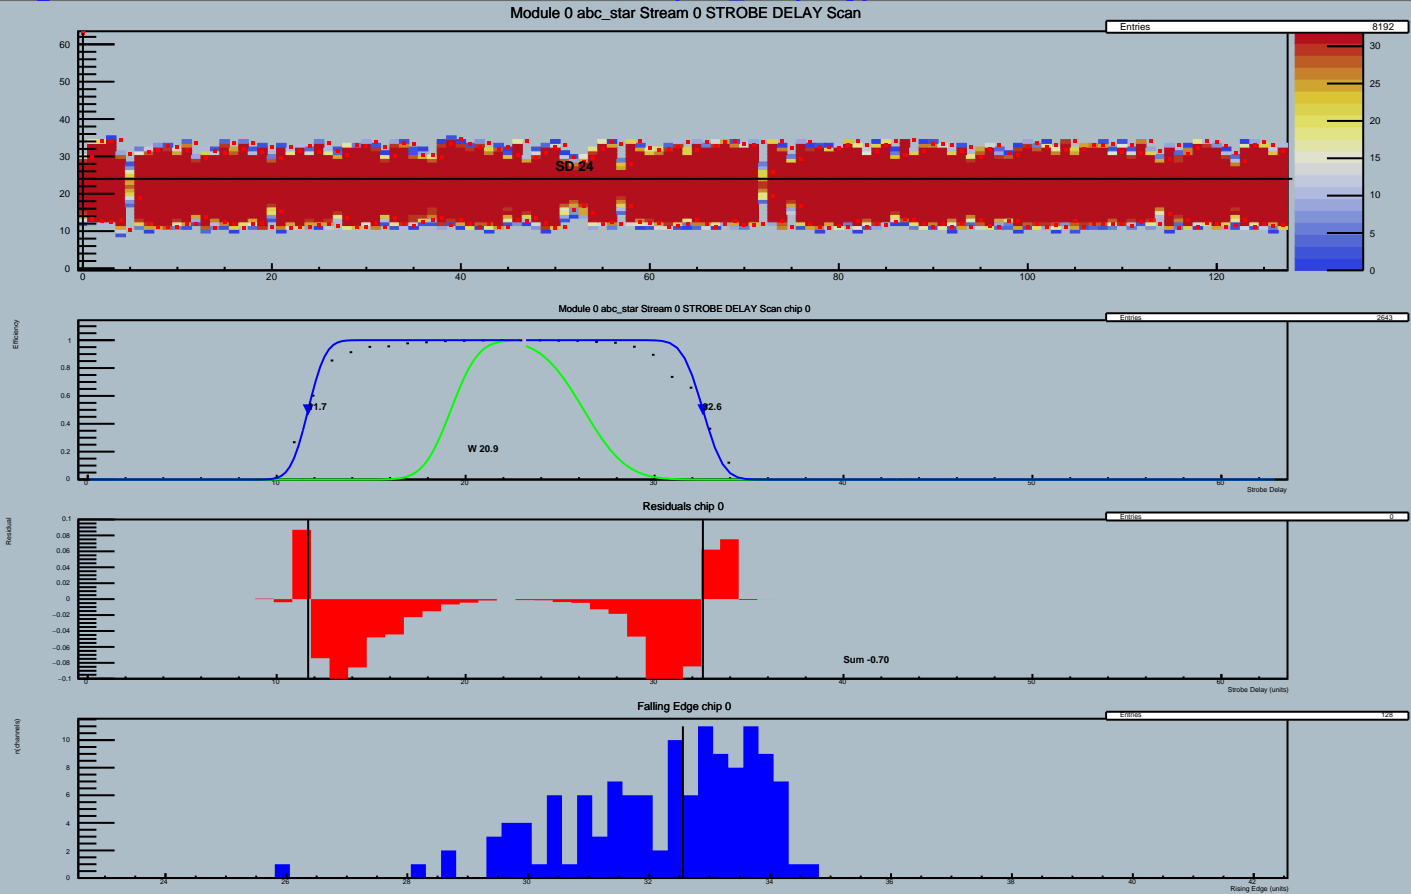 Module 0 abc_star Stream 0 STROBE DELAY Scan
Entries 8192
60
50
40
30
20
10
0
SD 24
0 20 40 60 80 100 120
30
25
20
15
10
5
0
Module 0 abc_star Stream 0 STROBE DELAY Scan chip 0
Entries 2643
Efficiency
1
0.8
0.6
0.4
0.2
0
11.7
32.6
W 20.9
0 10 20 30 40 50 60
Strobe Delay
Residuals chip 0
Entries 0
Residual
0.1
0.08
0.06
0.04
0.02
0
−0.02
−0.04
−0.06
−0.08
−0.1
Sum -0.70
0 10 20 30 40 50 60
Strobe Delay (units)
Falling Edge chip 0
Entries 128
n(channels)
10
8
6
4
2
0
24 26 28 30 32 34 36 38 40 42
Rising Edge (units)